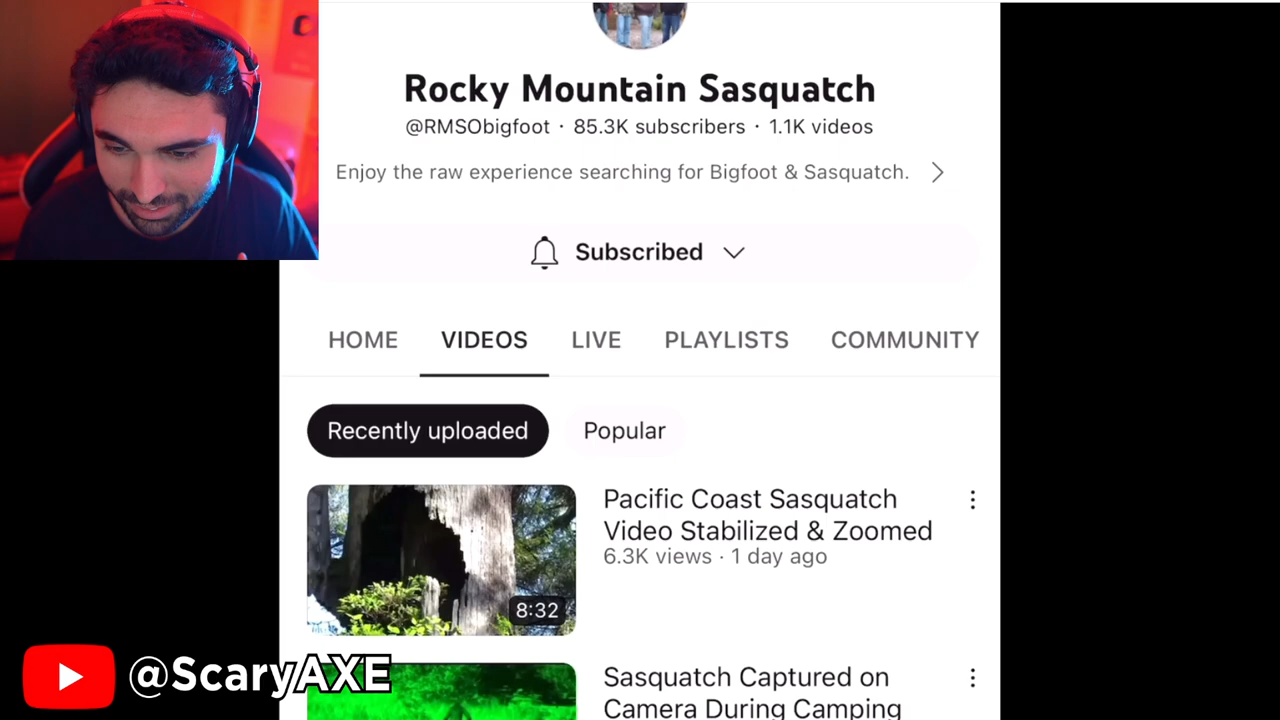 Rocky Mountain Sasquatch
@RMSObigfoot · 85.3K subscribers · 1.1K videos
Enjoy the raw experience searching for Bigfoot & Sasquatch.
Subscribed
HOME VIDEOS LIVE PLAYLISTS COMMUNITY
Recently uploaded Popular
Pacific Coast Sasquatch
Video Stabilized & Zoomed
6.3K views · 1 day ago
8:32
Sasquatch Captured on
Camera During Camping
@ScaryAXE